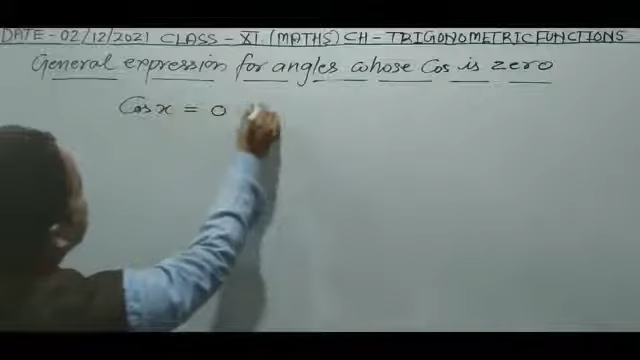 DATE - 02/12/2021 CLASS - XI (MATHS) CH - TRIGONOMETRIC FUNCTIONS
General expression for angles whose Cos is zero
Cos x = 0